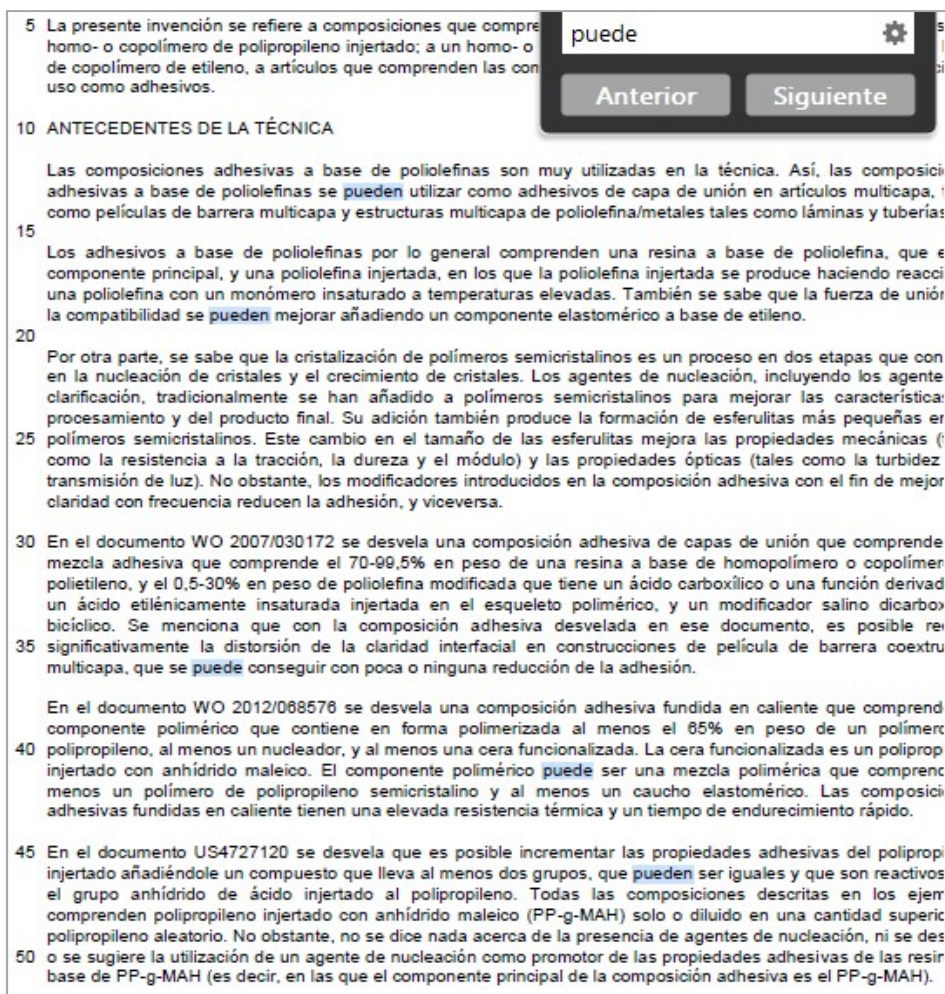 5 La presente invención se refiere a composiciones que
homo- o copolímero de polipropileno injertado; a un homo- o
de copolímero de etileno, a artículos que comprenden las
uso como adhesivos.
puede
Anterior Siguiente
10 ANTECEDENTES DE LA TÉCNICA
Las composiciones adhesivas a base de poliolefinas son muy utilizadas en la técnica. Así, las
adhesivas a base de poliolefinas se pueden utilizar como adhesivos de capa de unión en artículos multicapa,
como películas de barrera multicapa y estructuras multicapa de poliolefina/metales tales como láminas y tuberías
15
Los adhesivos a base de poliolefinas por lo general comprenden una resina a base de poliolefina, que
componente principal, y una poliolefina injertada, en los que la poliolefina injertada se produce haciendo
una poliolefina con un monómero insaturado a temperaturas elevadas. También se sabe que la fuerza de unión
la compatibilidad se pueden mejorar añadiendo un componente elastomérico a base de etileno.
20
Por otra parte, se sabe que la cristalización de polímeros semicristalinos es un proceso en dos etapas que
en la nucleación de cristales y el crecimiento de cristales. Los agentes de nucleación, incluyendo los agente
clarificación, tradicionalmente se han añadido a polímeros semicristalinos para mejorar las características
procesamiento y del producto final. Su adición también produce la formación de esferulitas más pequeñas
25 polímeros semicristalinos. Este cambio en el tamaño de las esferulitas mejora las propiedades mecánicas
como la resistencia a la tracción, la dureza y el módulo) y las propiedades ópticas (tales como la turbidez
transmisión de luz). No obstante, los modificadores introducidos en la composición adhesiva con el fin de mejor
claridad con frecuencia reducen la adhesión, y viceversa.
30 En el documento WO 2007/030172 se desvela una composición adhesiva de capas de unión que comprende
mezcla adhesiva que comprende el 70-99,5% en peso de una resina a base de homopolímero o
polietileno, y el 0,5-30% en peso de poliolefina modificada que tiene un ácido carboxílico o una función
un ácido etilénicamente insaturada injertada en el esqueleto polimérico, y un modificador salino
bicíclico. Se menciona que con la composición adhesiva desvelada en ese documento, es posible
35 significativamente la distorsión de la claridad interfacial en construcciones de película de barrera
multicapa, que se puede conseguir con poca o ninguna reducción de la adhesión.
En el documento WO 2012/068576 se desvela una composición adhesiva fundida en caliente que
componente polimérico que contiene en forma polimerizada al menos el 65% en peso de un
40 polipropileno, al menos un nucleador, y al menos una cera funcionalizada. La cera funcionalizada es un
injertado con anhídrido maleico. El componente polimérico puede ser una mezcla polimérica que
menos un polímero de polipropileno semicristalino y al menos un caucho elastomérico. Las
adhesivas fundidas en caliente tienen una elevada resistencia térmica y un tiempo de endurecimiento rápido.
45 En el documento US4727120 se desvela que es posible incrementar las propiedades adhesivas del
injertado añadiéndole un compuesto que lleva al menos dos grupos, que pueden ser iguales y que son reactivos
el grupo anhídrido de ácido injertado al polipropileno. Todas las composiciones descritas en los
comprenden polipropileno injertado con anhídrido maleico (PP-g-MAH) solo o diluido en una cantidad
polipropileno aleatorio. No obstante, no se dice nada acerca de la presencia de agentes de nucleación, ni se
50 o se sugiere la utilización de un agente de nucleación como promotor de las propiedades adhesivas de las
base de PP-g-MAH (es decir, en las que el componente principal de la composición adhesiva es el PP-g-MAH).